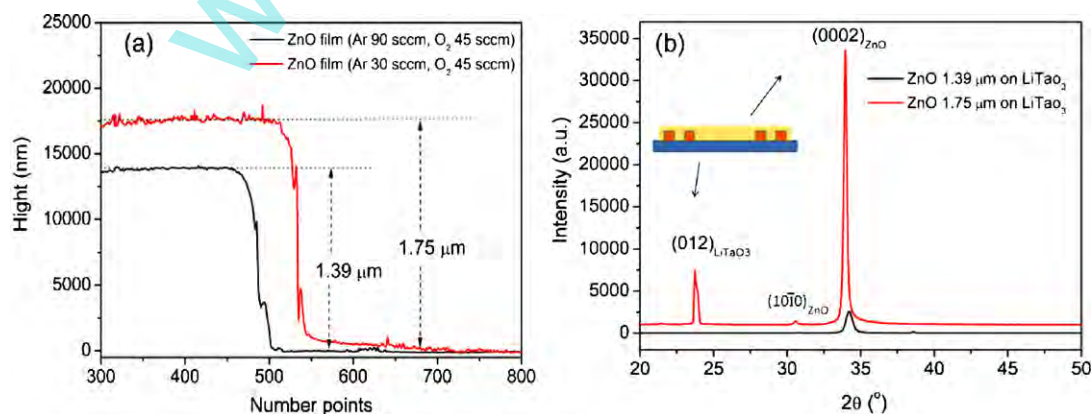 W
(a)
ZnO film (Ar 90 sccm, O2 45 sccm)
ZnO film (Ar 30 sccm, O2 45 sccm)
25000
20000
15000
10000
5000
0
Hight (nm)
1.39 μm
1.75 μm
300 400 500 600 700 800
Number points
(b)
(0002)ZnO
ZnO 1.39 μm on LiTao3
ZnO 1.75 μm on LiTao3
35000
30000
25000
20000
15000
10000
5000
0
Intensity (a.u.)
(012)LiTaO3
(101̄0)ZnO
20 25 30 35 40 45 50
2θ (°)